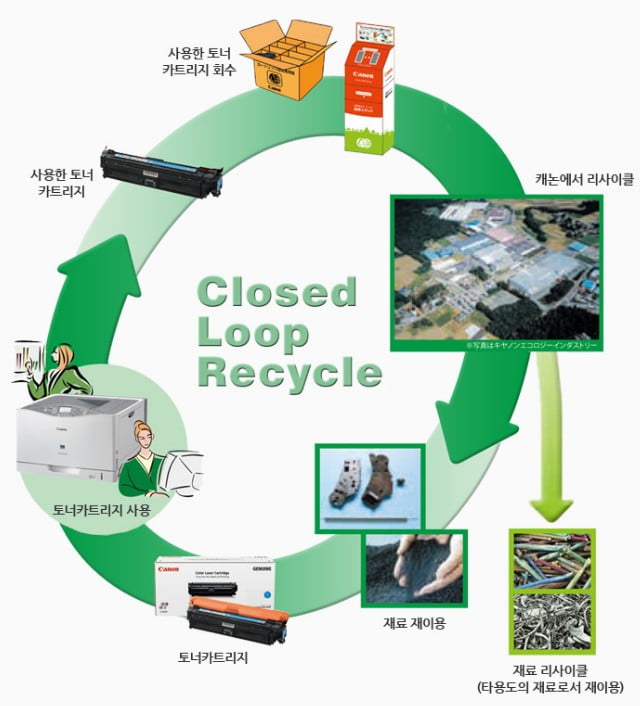 사용한 토너
카트리지 회수
Canon
Canon
사용한 토너
카트리지
캐논에서 리사이클
※写真はキヤノンエコロジーインダストリー
Closed
Loop
Recycle
토너카트리지 사용
Canon
GENUINE
Color Laser Cartridge
토너카트리지
재료 재이용
재료 리사이클
(타용도의 재료로서 재이용)